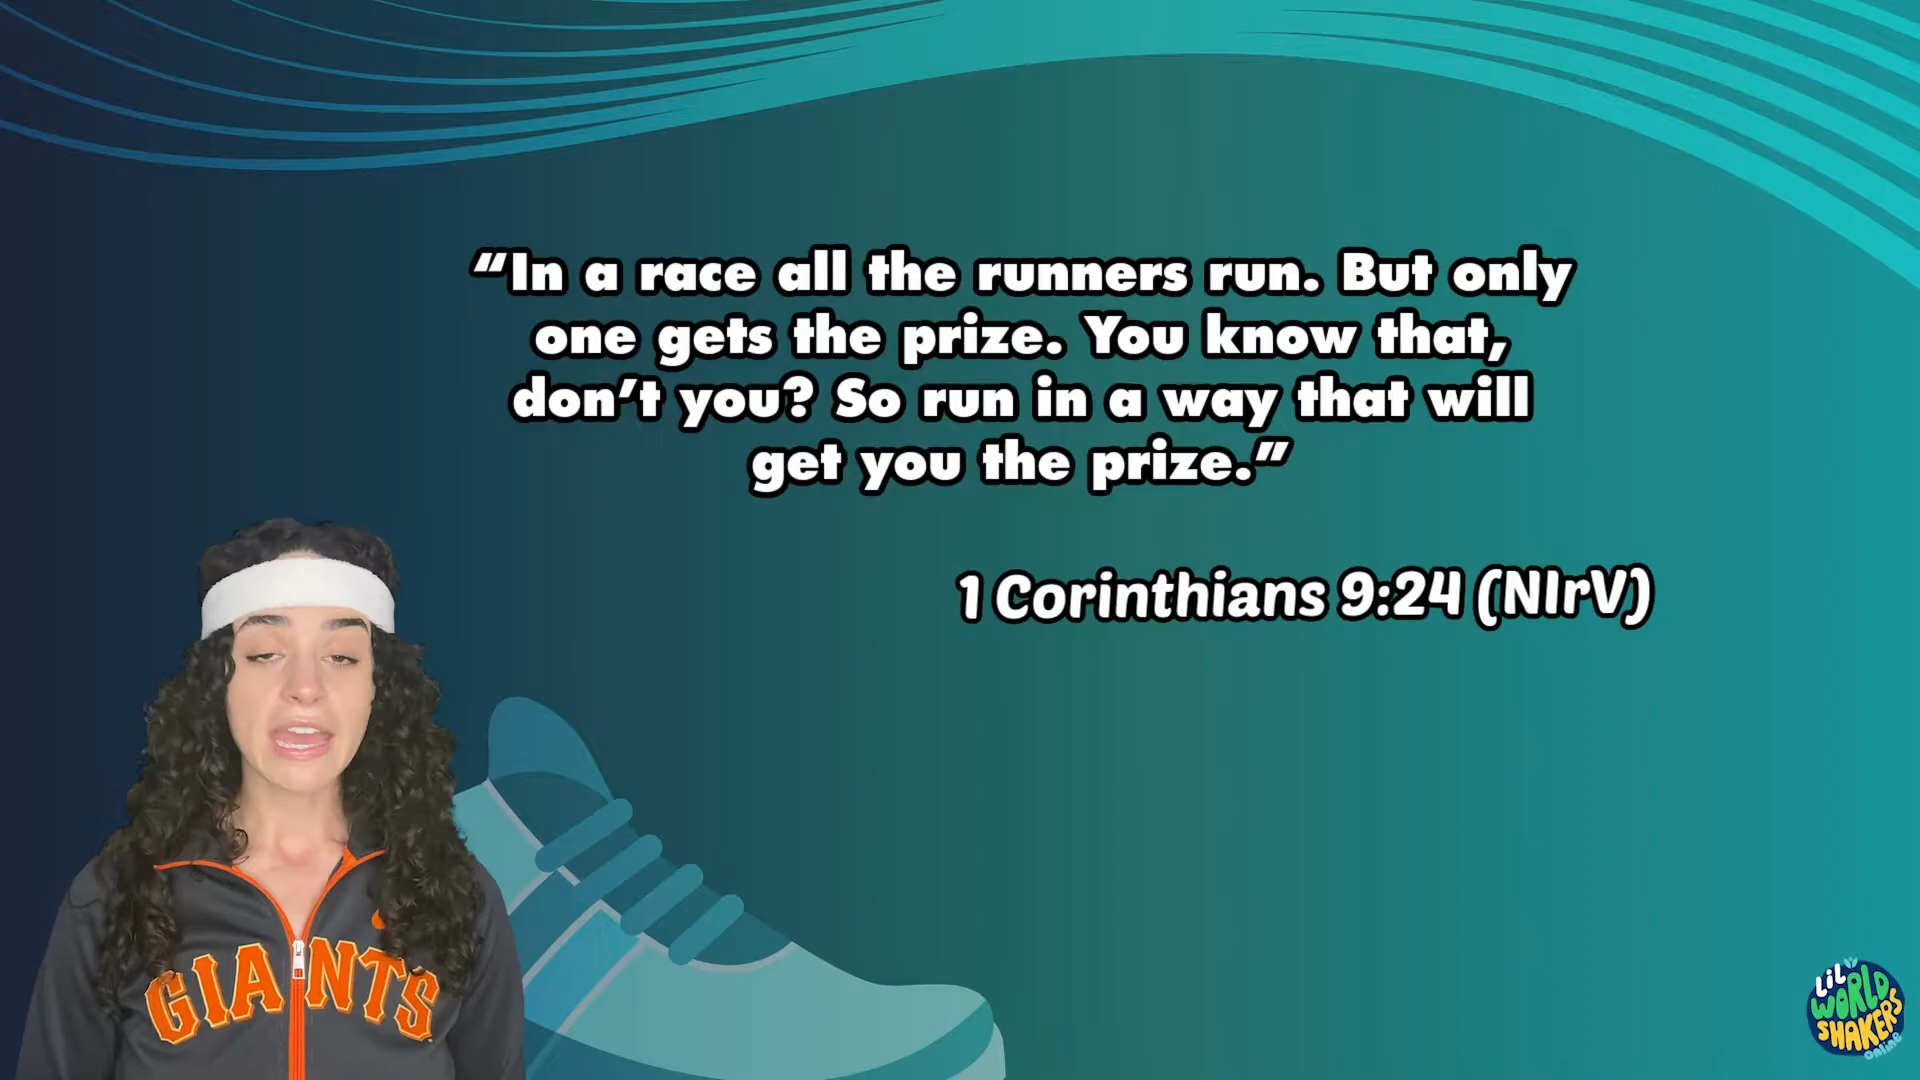 “In a race all the runners run. But only
one gets the prize. You know that,
don’t you? So run in a way that will
get you the prize.”
1 Corinthians 9:24 (NIrV)
GIANTS
LiL
WORLD
SHAKERS
online